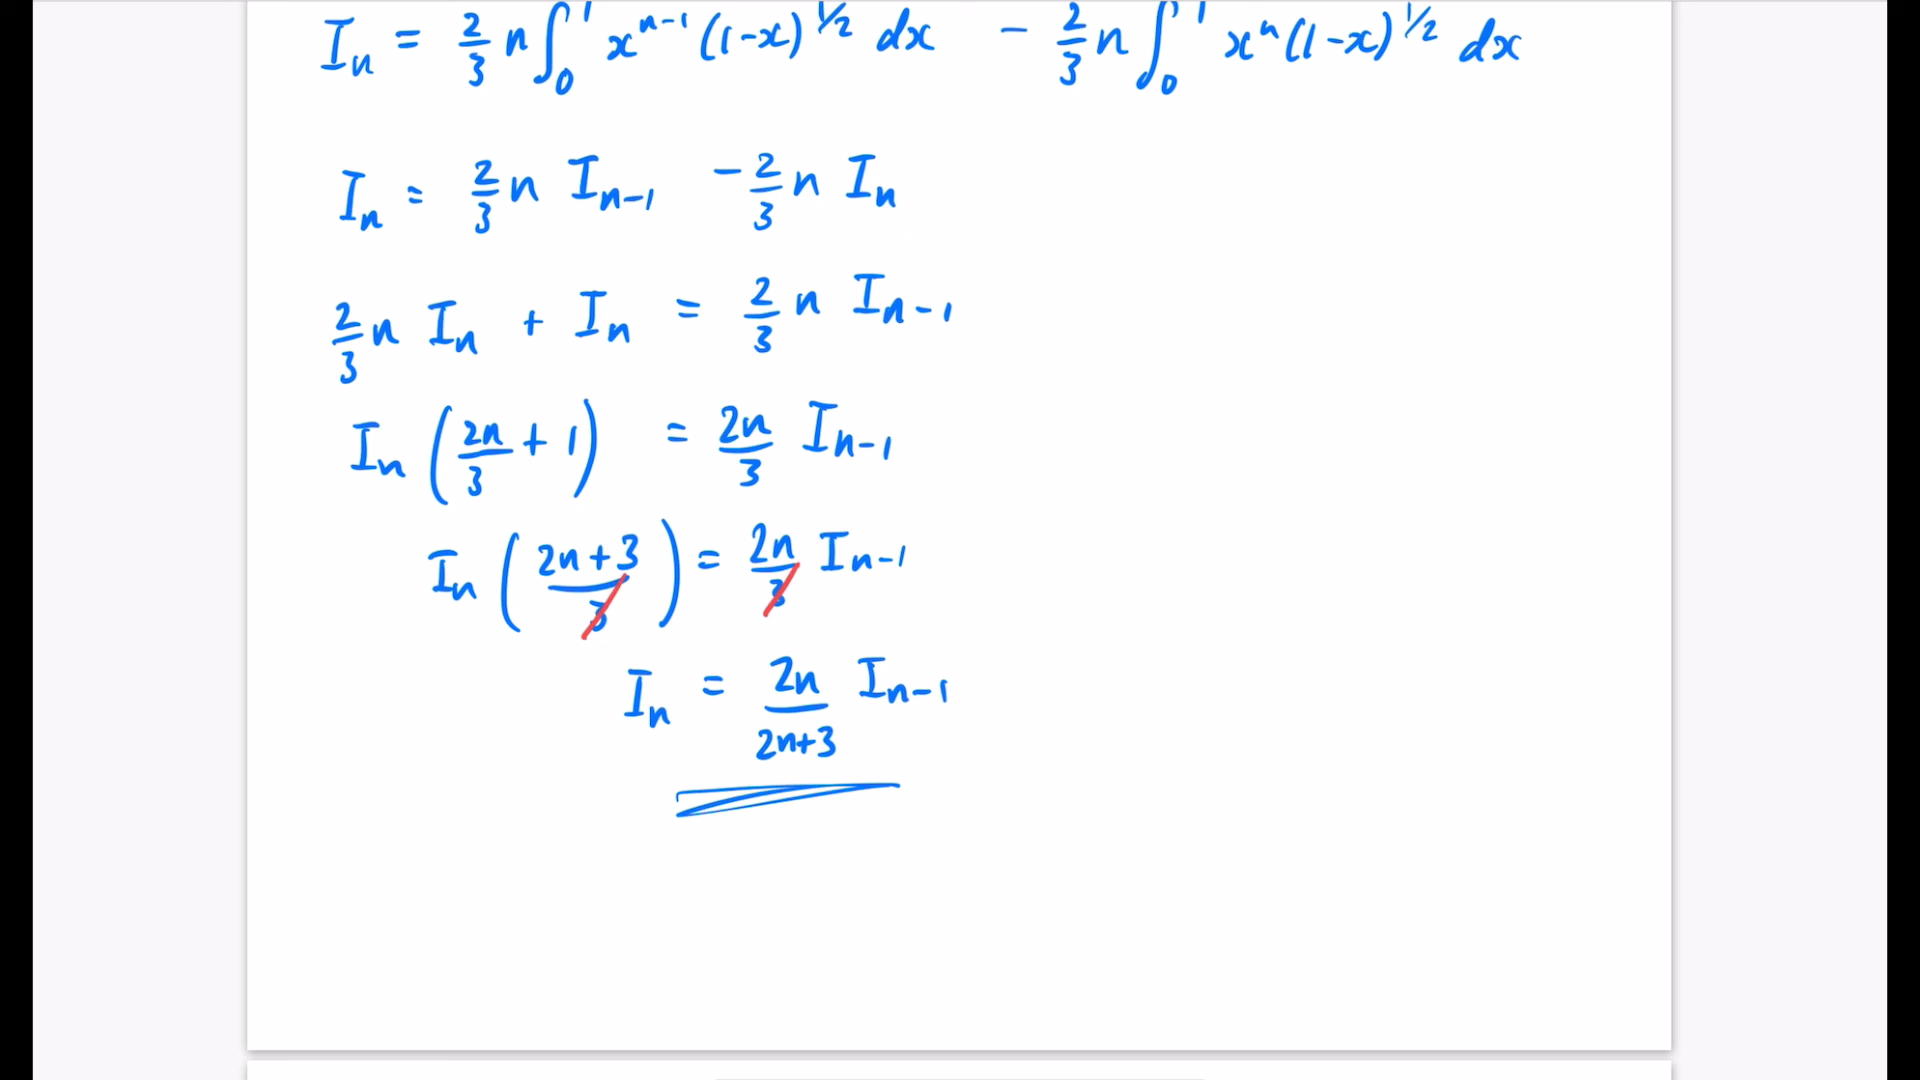 Iₙ = 2/3 n ∫₀¹ xⁿ⁻¹ (1-x)^1/2 dx - 2/3 n ∫₀¹ xⁿ (1-x)^1/2 dx
Iₙ = 2/3 n Iₙ₋₁ - 2/3 n Iₙ
2/3 n Iₙ + Iₙ = 2/3 n Iₙ₋₁
Iₙ (2n/3 + 1) = 2n/3 Iₙ₋₁
Iₙ ((2n+3)/3) = 2n/3 Iₙ₋₁
Iₙ = 2n/(2n+3) Iₙ₋₁